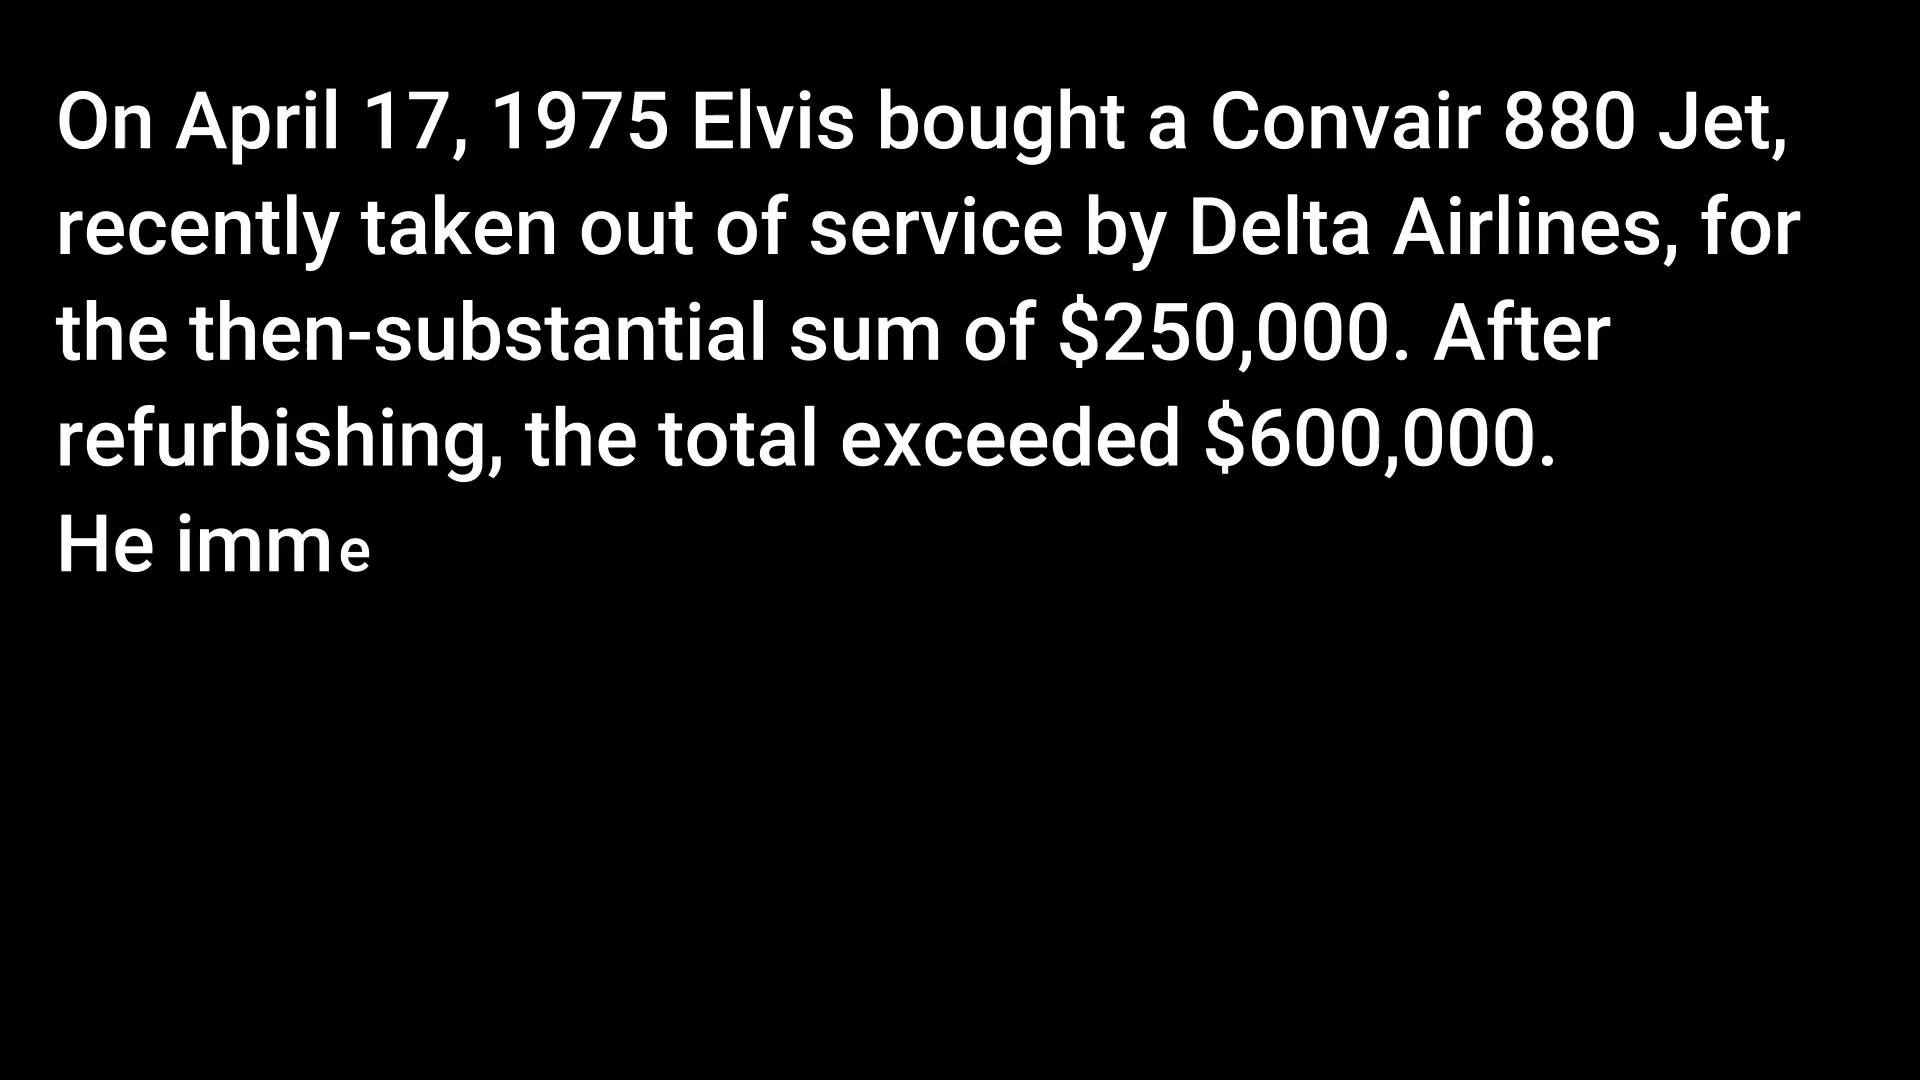 On April 17, 1975 Elvis bought a Convair 880 Jet,
recently taken out of service by Delta Airlines, for
the then-substantial sum of $250,000. After
refurbishing, the total exceeded $600,000.
He imme